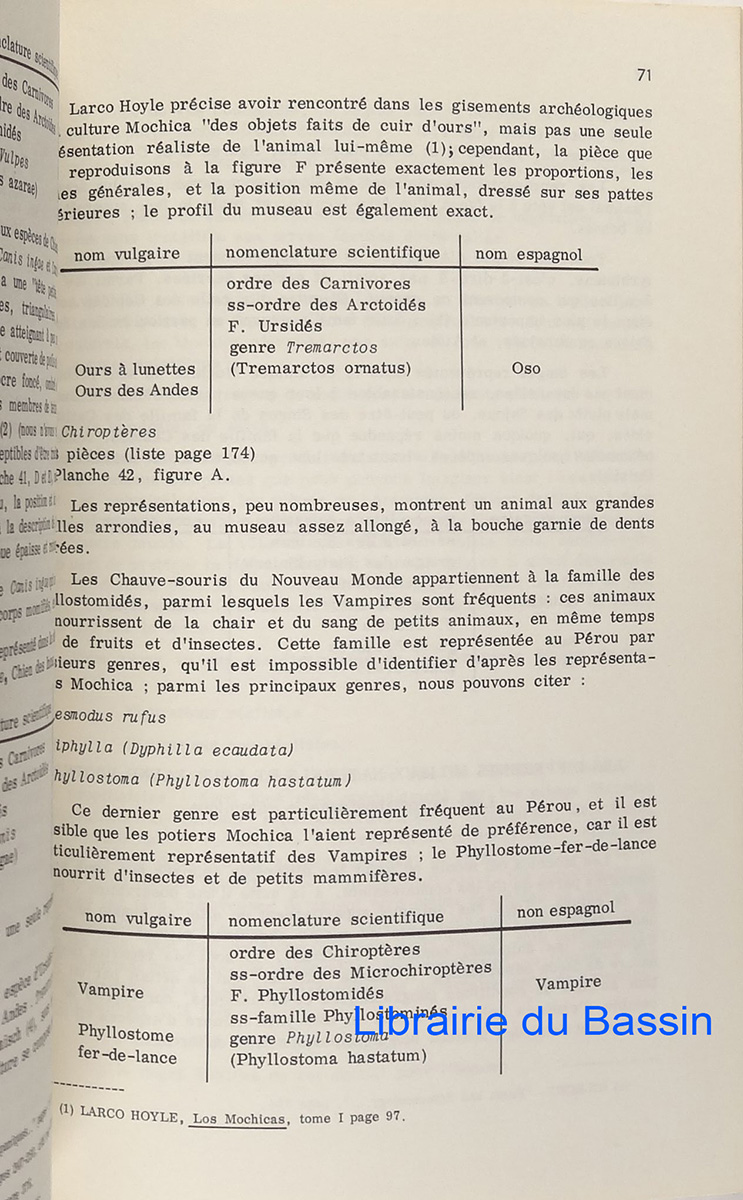 71
Larco Hoyle précise avoir rencontré dans les gisements archéologiques
culture Mochica "des objets faits de cuir d'ours", mais pas une seule
ésentation réaliste de l'animal lui-même (1); cependant, la pièce que
reproduisons à la figure F présente exactement les proportions, les
es générales, et la position même de l'animal, dressé sur ses pattes
érieures ; le profil du museau est également exact.
nom vulgaire nomenclature scientifique nom espagnol
ordre des Carnivores
ss-ordre des Arctoidés
F. Ursidés
genre Tremarctos
Ours à lunettes (Tremarctos ornatus) Oso
Ours des Andes
Chiroptères
s pièces (liste page 174)
Planche 42, figure A.
Les représentations, peu nombreuses, montrent un animal aux grandes
illes arrondies, au museau assez allongé, à la bouche garnie de dents
rées.
Les Chauve-souris du Nouveau Monde appartiennent à la famille des
llostomidés, parmi lesquels les Vampires sont fréquents : ces animaux
nourrissent de la chair et du sang de petits animaux, en même temps
de fruits et d'insectes. Cette famille est représentée au Pérou par
ieurs genres, qu'il est impossible d'identifier d'après les représenta-
s Mochica ; parmi les principaux genres, nous pouvons citer :
esmodus rufus
iphylla (Dyphilla ecaudata)
hyllostoma (Phyllostoma hastatum)
Ce dernier genre est particulièrement fréquent au Pérou, et il est
sible que les potiers Mochica l'aient représenté de préférence, car il est
ticulièrement représentatif des Vampires ; le Phyllostome-fer-de-lance
nourrit d'insectes et de petits mammifères.
nom vulgaire nomenclature scientifique non espagnol
ordre des Chiroptères
ss-ordre des Microchiroptères
Vampire F. Phyllostomidés Vampire
ss-famille Phyllostominés
Phyllostome genre Phyllostoma
fer-de-lance (Phyllostoma hastatum)
Librairie du Bassin
(1) LARCO HOYLE, Los Mochicas, tome I page 97.